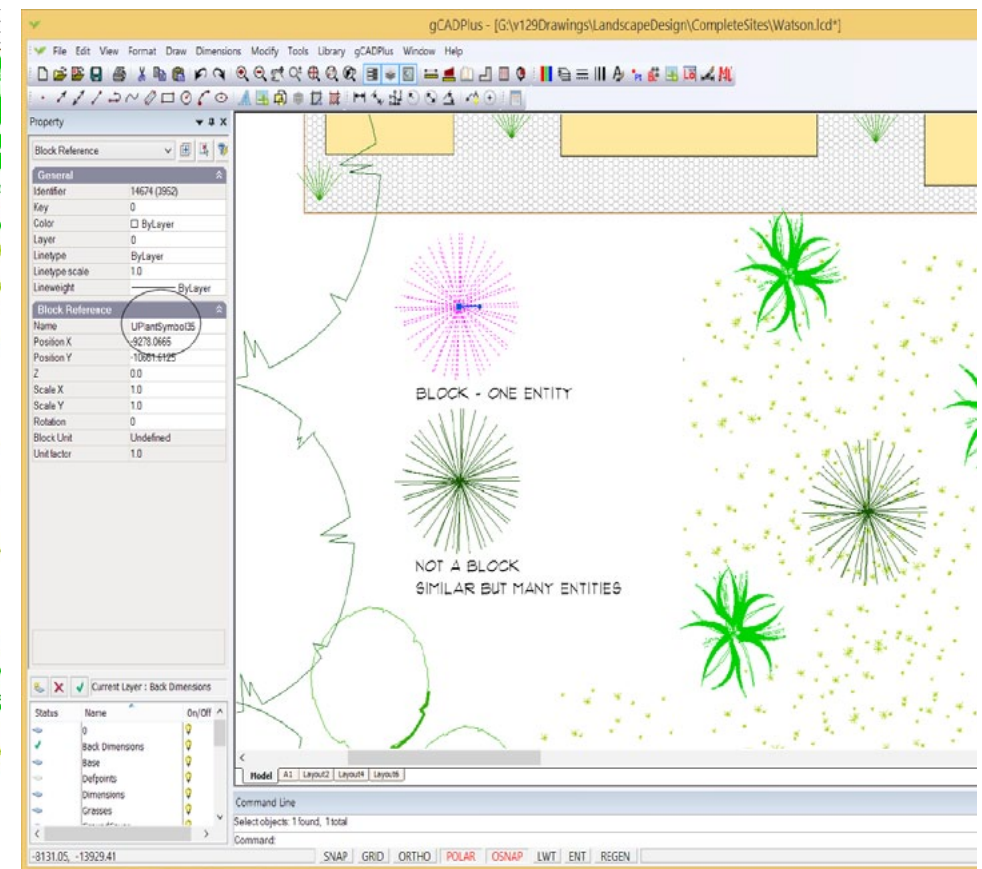 gCADPlus - [G:\v129Drawings\LandscapeDesign\CompleteSites\Watson.lcd*]
File Edit View Format Draw Dimensions Modify Tools Library gCADPlus Window Help
Property
Block Reference
General
Identifier 14674 (3952)
Key 0
Color ByLayer
Layer 0
Linetype ByLayer
Linetype scale 1.0
Lineweight ByLayer
Block Reference
Name UPlantSymbol35
Position X -9278.0665
Position Y -10661.6125
Z 0.0
Scale X 1.0
Scale Y 1.0
Rotation 0
Block Unit Undefined
Unit factor 1.0
BLOCK - ONE ENTITY
NOT A BLOCK
SIMILAR BUT MANY ENTITIES
Current Layer : Back Dimensions
Status Name On/Off
0
Back Dimensions
Base
Defpoints
Dimensions
Grasses
Model A1 Layout2 Layout4 Layout6
Command Line
Select objects: 1 found, 1 total
Command:
-8131.05, -13929.41 SNAP GRID ORTHO POLAR OSNAP LWT ENT REGEN